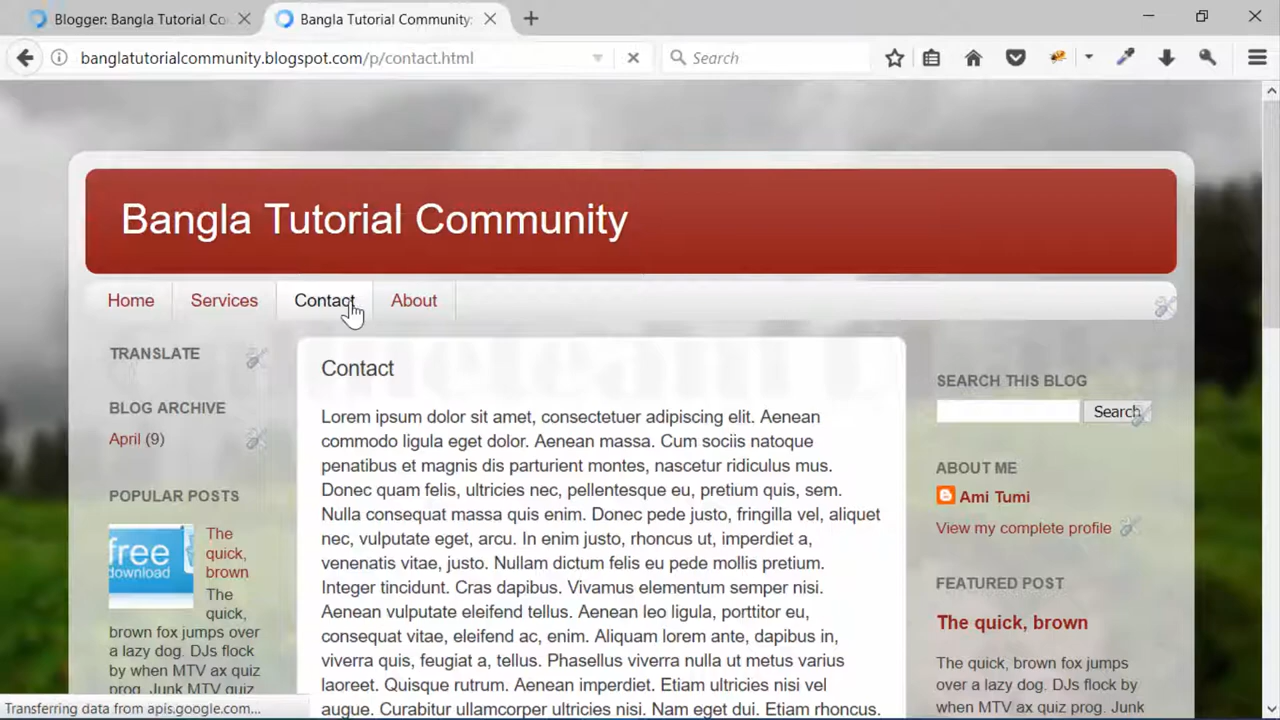 Blogger: Bangla Tutorial Co
Bangla Tutorial Community:
banglatutorialcommunity.blogspot.com/p/contact.html
Search
Bangla Tutorial Community
Home
Services
Contact
About
TRANSLATE
BLOG ARCHIVE
April (9)
POPULAR POSTS
free
download
The
quick,
brown
The
quick,
brown fox jumps over
a lazy dog. DJs flock
by when MTV ax quiz
prog. Junk MTV quiz
Contact
Lorem ipsum dolor sit amet, consectetuer adipiscing elit. Aenean
commodo ligula eget dolor. Aenean massa. Cum sociis natoque
penatibus et magnis dis parturient montes, nascetur ridiculus mus.
Donec quam felis, ultricies nec, pellentesque eu, pretium quis, sem.
Nulla consequat massa quis enim. Donec pede justo, fringilla vel, aliquet
nec, vulputate eget, arcu. In enim justo, rhoncus ut, imperdiet a,
venenatis vitae, justo. Nullam dictum felis eu pede mollis pretium.
Integer tincidunt. Cras dapibus. Vivamus elementum semper nisi.
Aenean vulputate eleifend tellus. Aenean leo ligula, porttitor eu,
consequat vitae, eleifend ac, enim. Aliquam lorem ante, dapibus in,
viverra quis, feugiat a, tellus. Phasellus viverra nulla ut metus varius
laoreet. Quisque rutrum. Aenean imperdiet. Etiam ultricies nisi vel
augue. Curabitur ullamcorper ultricies nisi. Nam eget dui. Etiam rhoncus.
SEARCH THIS BLOG
Search
ABOUT ME
Ami Tumi
View my complete profile
FEATURED POST
The quick, brown
The quick, brown fox jumps
over a lazy dog. DJs flock by
when MTV ax quiz prog. Junk
Transferring data from apis.google.com...